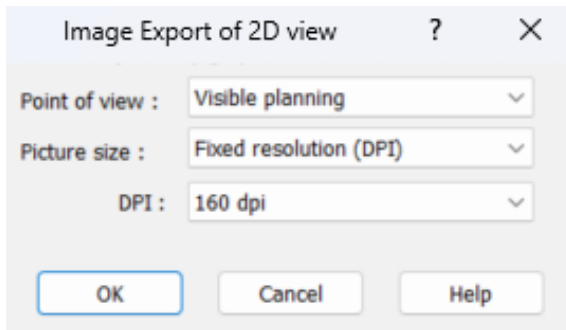 Image Export of 2D view ?
Point of view : Visible planning
Picture size : Fixed resolution (DPI)
DPI : 160 dpi
OK Cancel Help